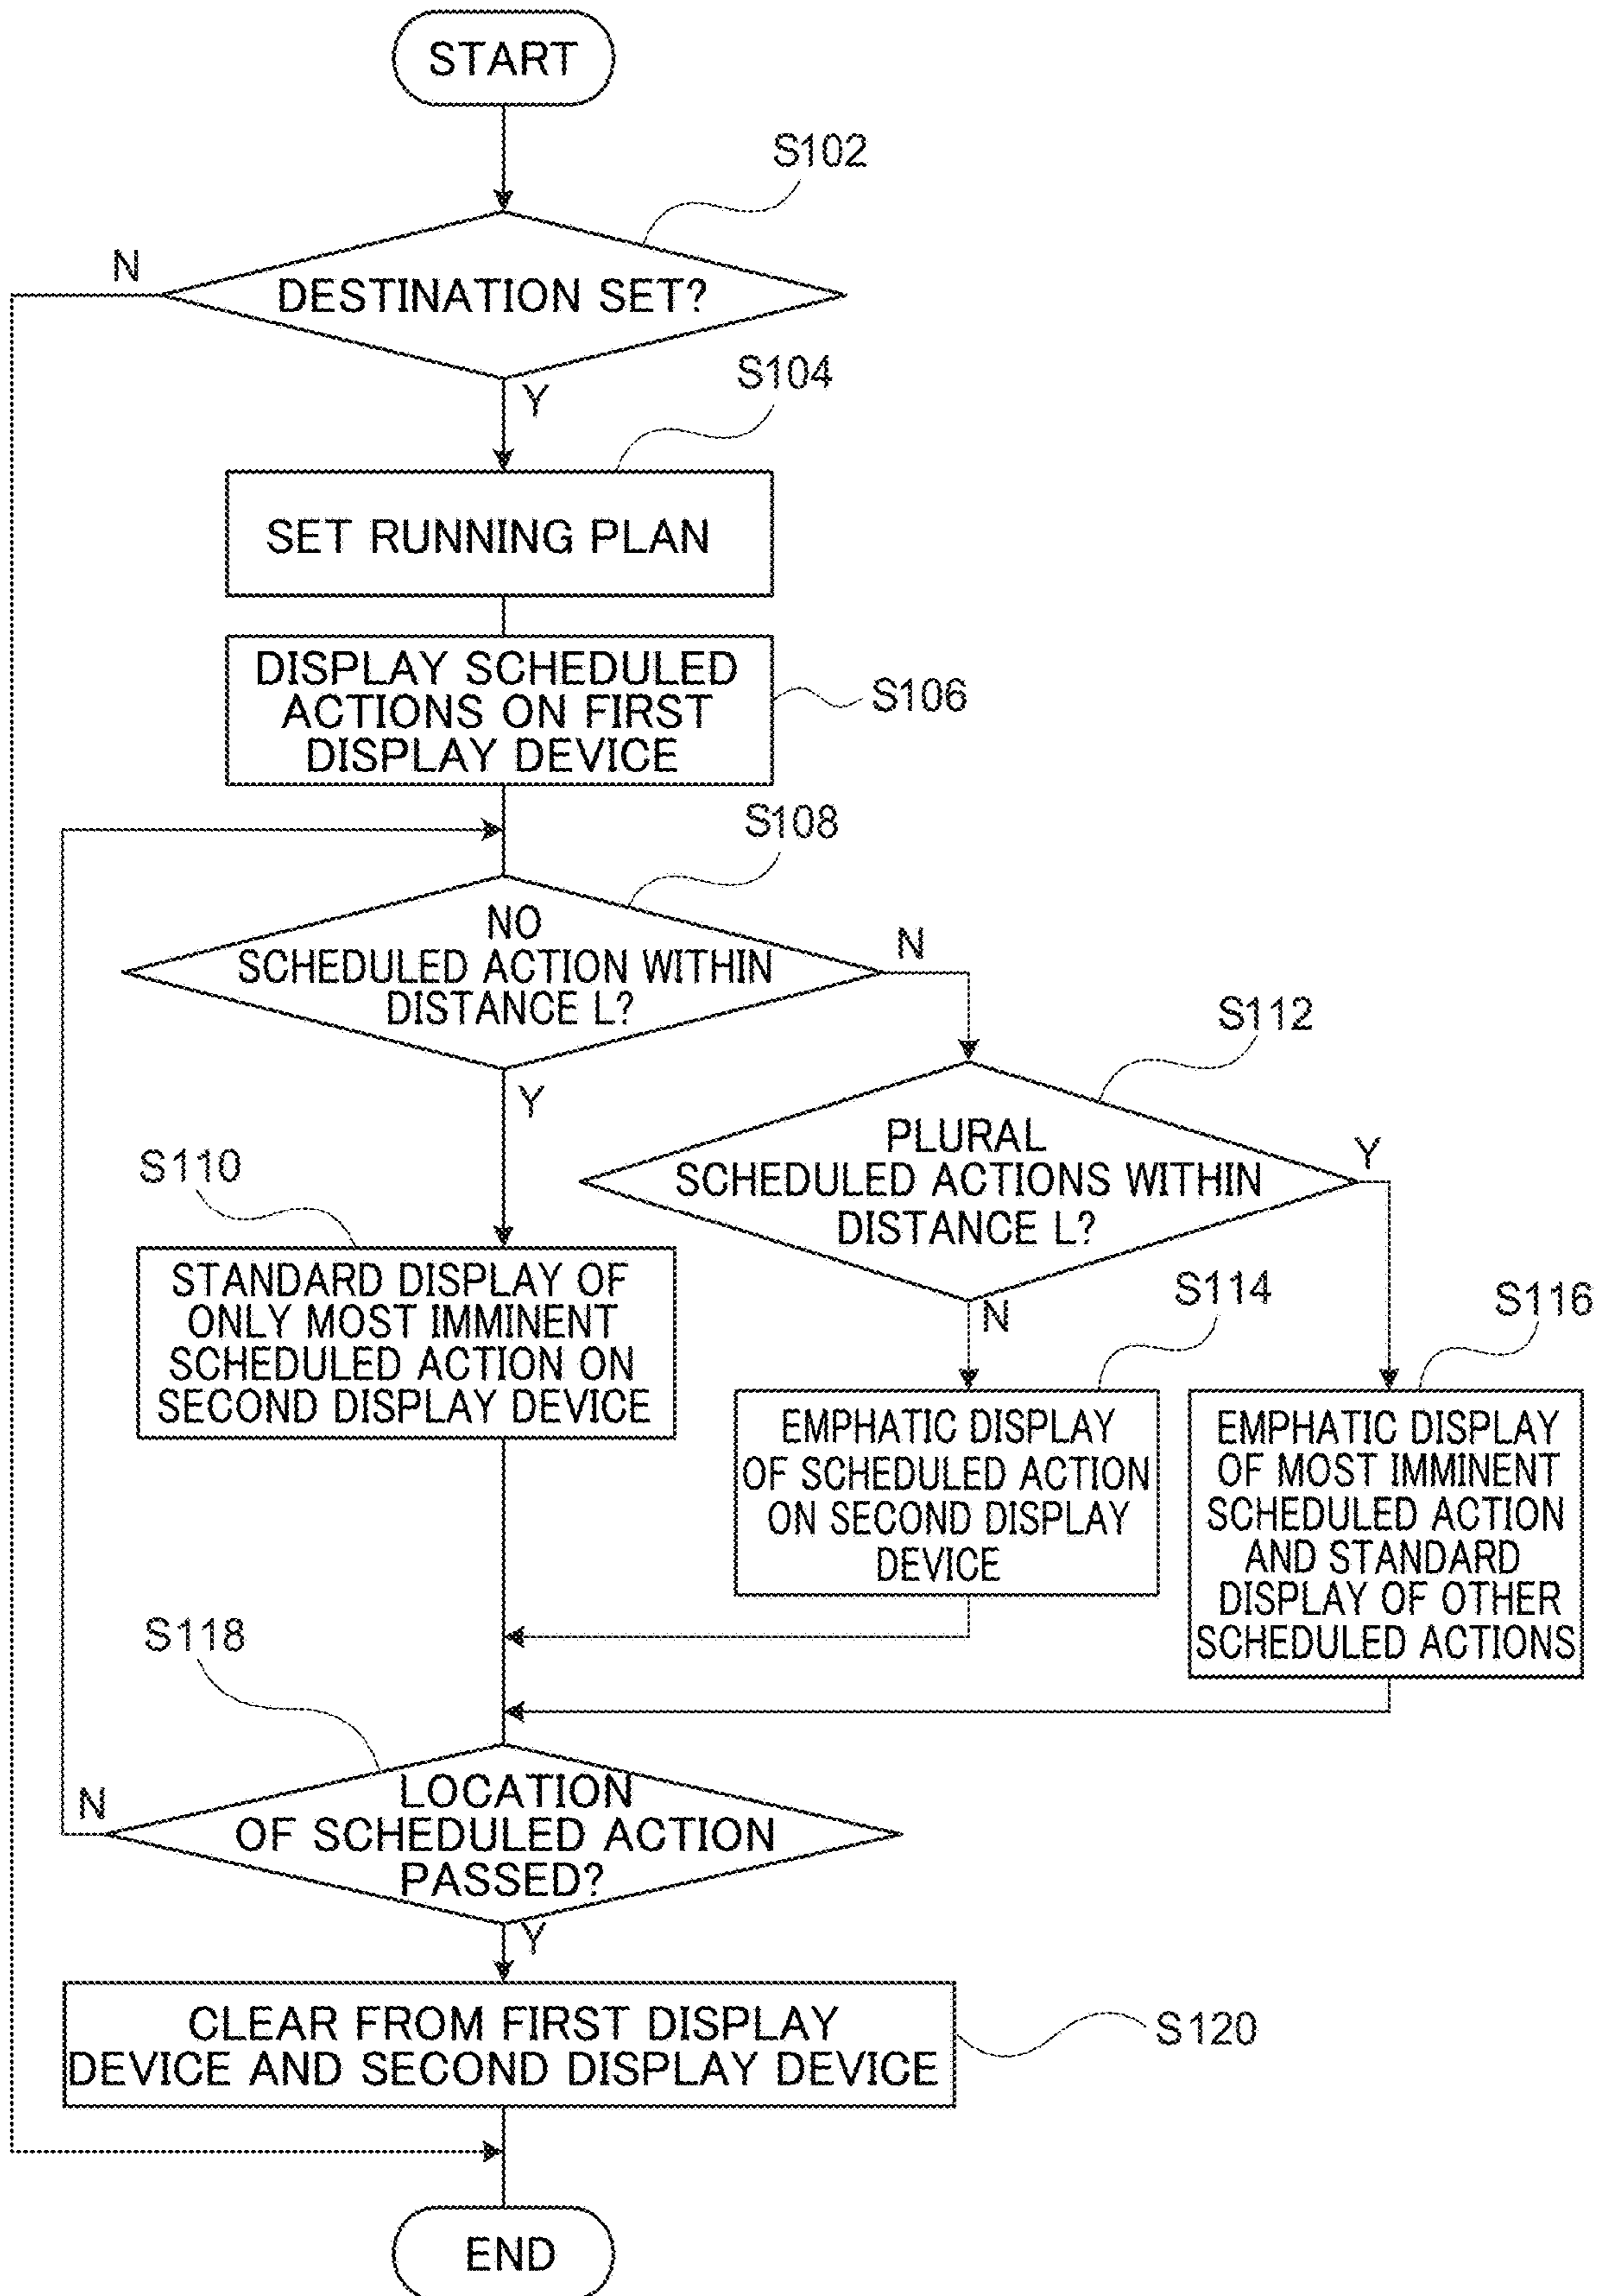 START
S102
N
DESTINATION SET?
Y
S104
SET RUNNING PLAN
DISPLAY SCHEDULED
ACTIONS ON FIRST
DISPLAY DEVICE
S106
S108
NO
SCHEDULED ACTION WITHIN
DISTANCE L?
N
Y
S112
PLURAL
SCHEDULED ACTIONS WITHIN
DISTANCE L?
Y
N
S110
STANDARD DISPLAY OF
ONLY MOST IMMINENT
SCHEDULED ACTION ON
SECOND DISPLAY DEVICE
S114
EMPHATIC DISPLAY
OF SCHEDULED ACTION
ON SECOND DISPLAY
DEVICE
S116
EMPHATIC DISPLAY
OF MOST IMMINENT
SCHEDULED ACTION
AND STANDARD
DISPLAY OF OTHER
SCHEDULED ACTIONS
S118
N
LOCATION
OF SCHEDULED ACTION
PASSED?
Y
CLEAR FROM FIRST DISPLAY
DEVICE AND SECOND DISPLAY DEVICE
S120
END